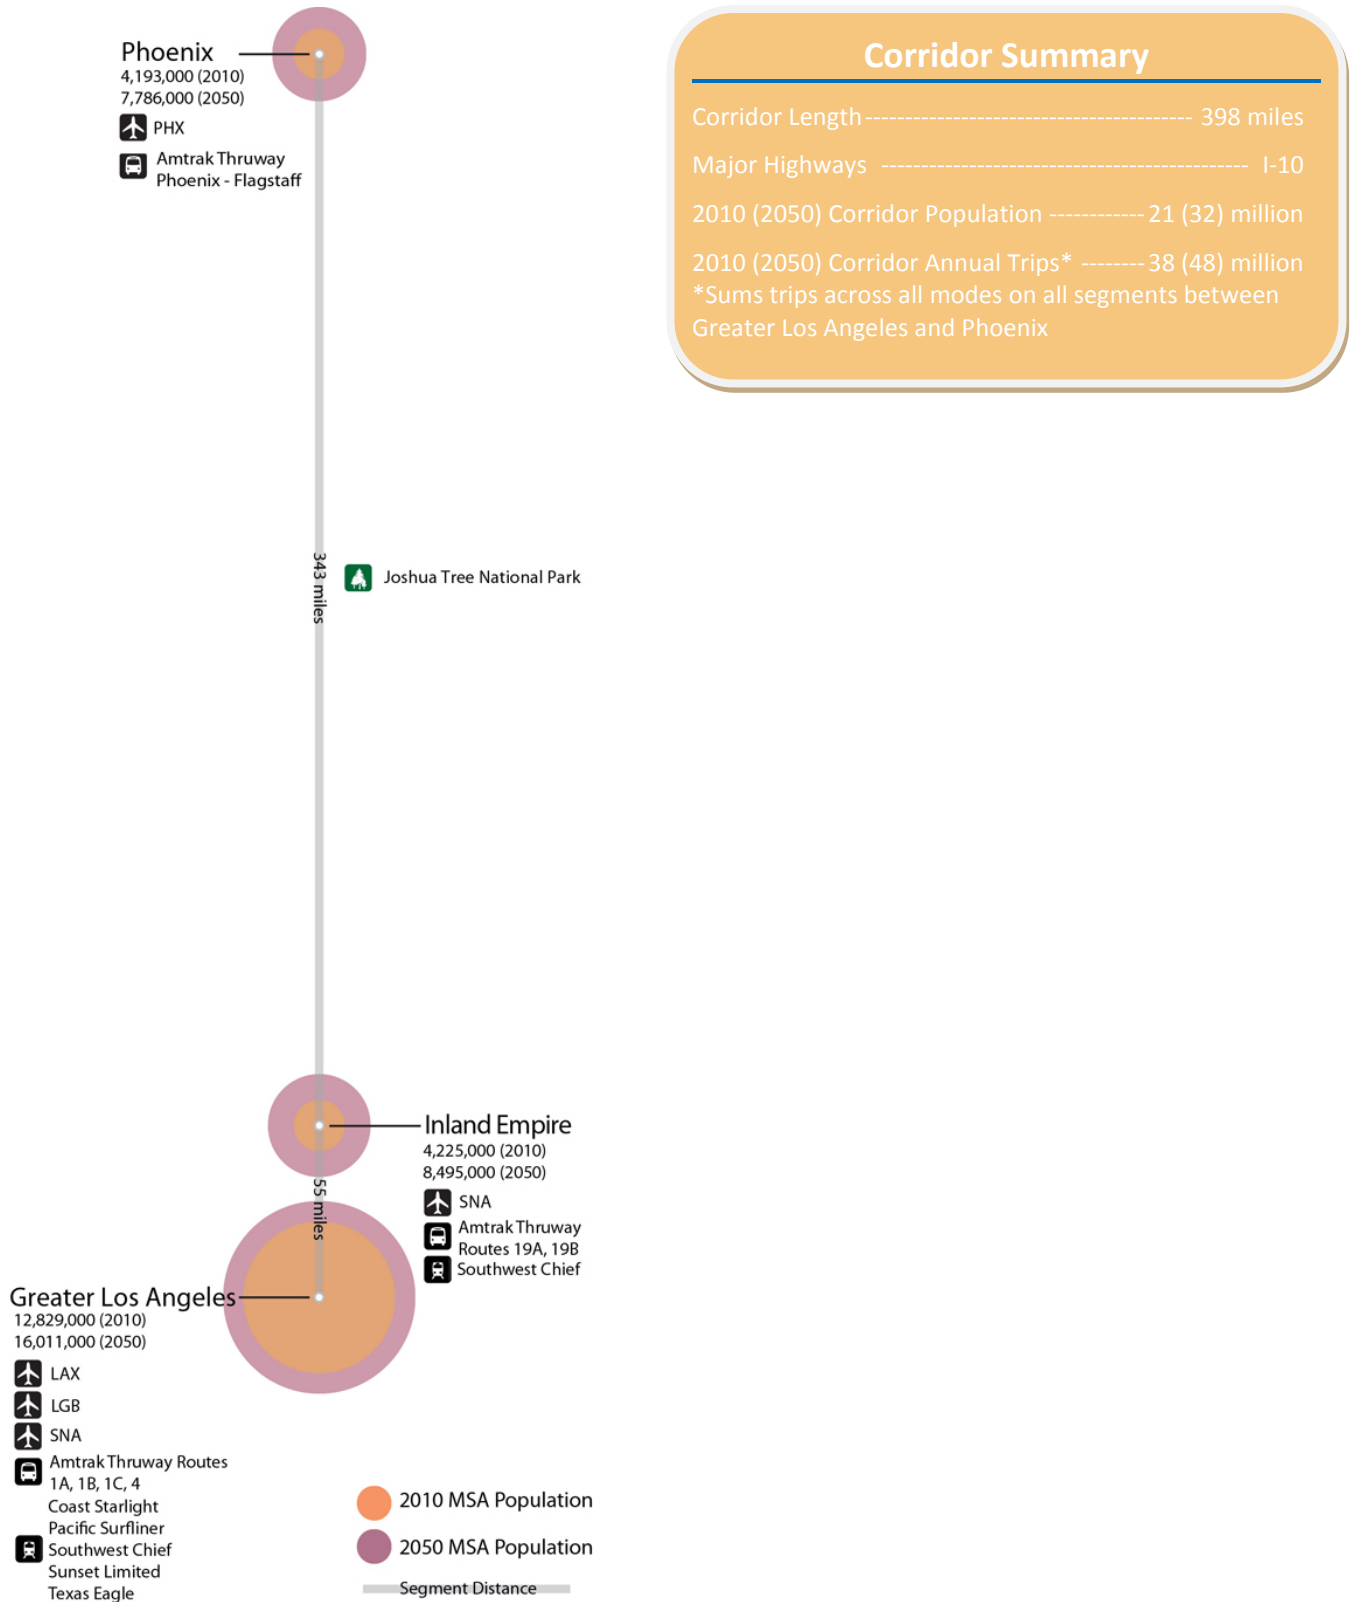 Phoenix
4,193,000 (2010)
7,786,000 (2050)
PHX
Amtrak Thruway
Phoenix - Flagstaff
Corridor Summary
Corridor Length----------------------------------------- 398 miles
Major Highways ---------------------------------------------- I-10
2010 (2050) Corridor Population ------------ 21 (32) million
2010 (2050) Corridor Annual Trips* -------- 38 (48) million
*Sums trips across all modes on all segments between
Greater Los Angeles and Phoenix
343 miles
Joshua Tree National Park
Inland Empire
4,225,000 (2010)
8,495,000 (2050)
SNA
Amtrak Thruway
Routes 19A, 19B
Southwest Chief
55 miles
Greater Los Angeles
12,829,000 (2010)
16,011,000 (2050)
LAX
LGB
SNA
Amtrak Thruway Routes
1A, 1B, 1C, 4
Coast Starlight
Pacific Surfliner
Southwest Chief
Sunset Limited
Texas Eagle
2010 MSA Population
2050 MSA Population
Segment Distance